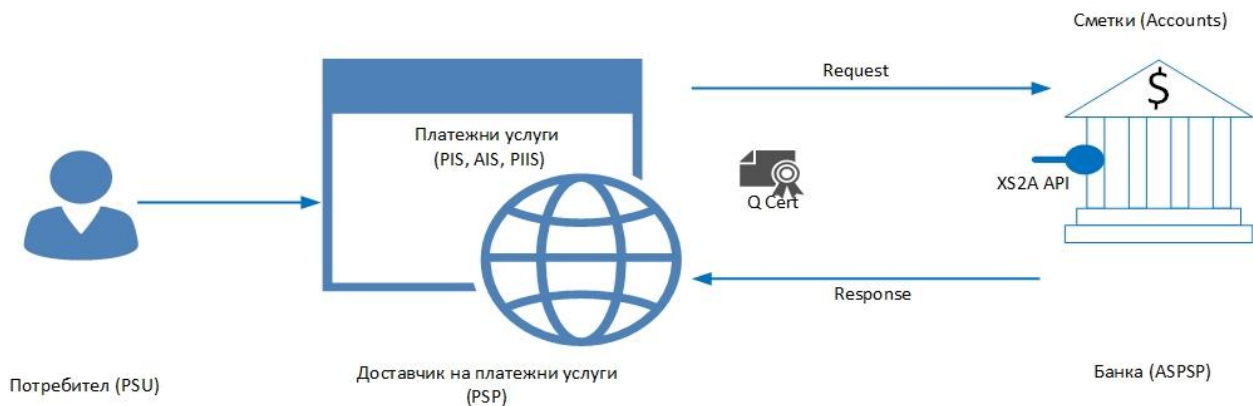 Сметки (Accounts)
Request
$
Платежни услуги
(PIS, AIS, PIIS)
XS2A API
Q Cert
Response
Потребител (PSU)
Доставчик на платежни услуги
(PSP)
Банка (ASPSP)